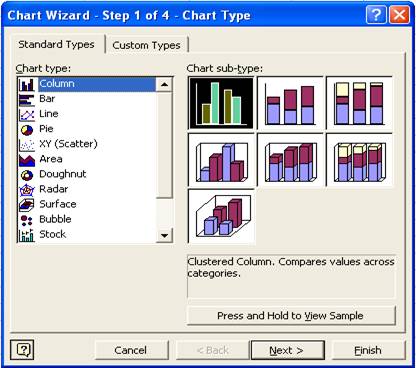 Chart Wizard - Step 1 of 4 - Chart Type
Standard Types
Custom Types
Chart type:
Column
Bar
Line
Pie
XY (Scatter)
Area
Doughnut
Radar
Surface
Bubble
Stock
Chart sub-type:
Clustered Column. Compares values across
categories.
Press and Hold to View Sample
Cancel
< Back
Next >
Finish